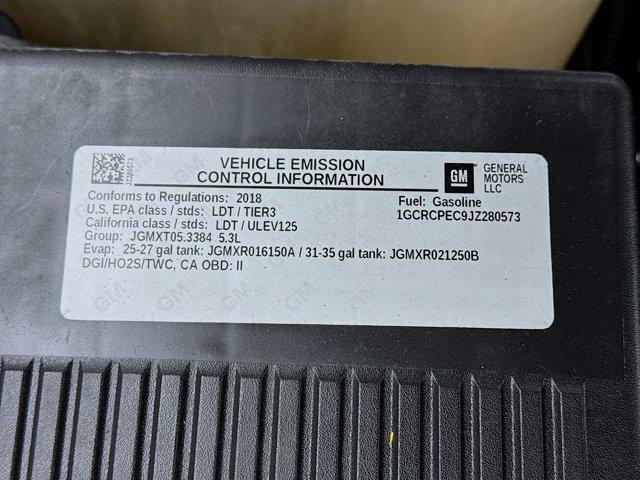 JZ280573
VEHICLE EMISSION
CONTROL INFORMATION
GM
GENERAL
MOTORS
LLC
Conforms to Regulations: 2018
Fuel: Gasoline
U.S. EPA class / stds: LDT / TIER3
1GCRCPEC9JZ280573
California class / stds: LDT / ULEV125
Group: JGMXT05.3384 5.3L
Evap: 25-27 gal tank: JGMXR016150A / 31-35 gal tank: JGMXR021250B
DGI/HO2S/TWC, CA OBD: II